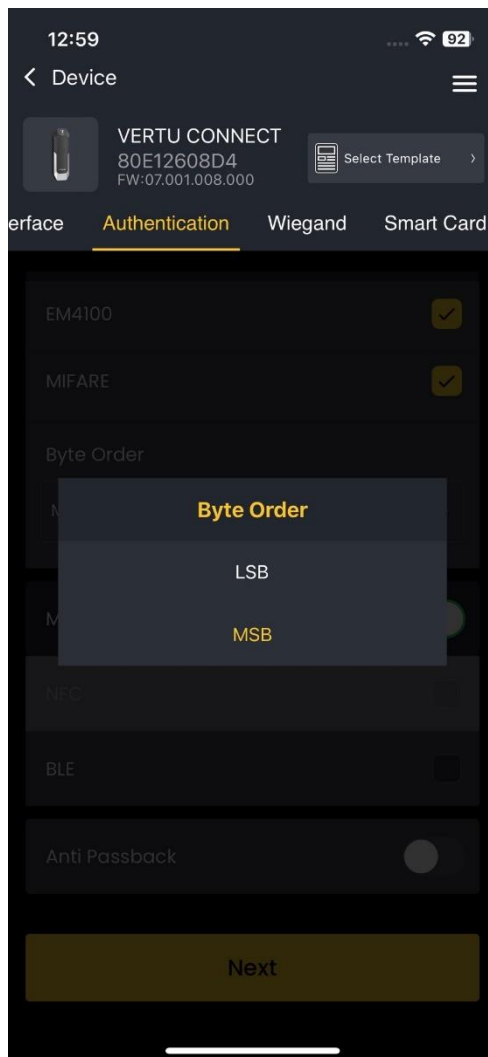 12:59
92
Device
VERTU CONNECT
80E12608D4
FW:07.001.008.000
Select Template
erface Authentication Wiegand Smart Card
EM4100
MIFARE
Byte Order
M
Byte Order
LSB
MSB
M
NFC
BLE
Anti Passback
Next